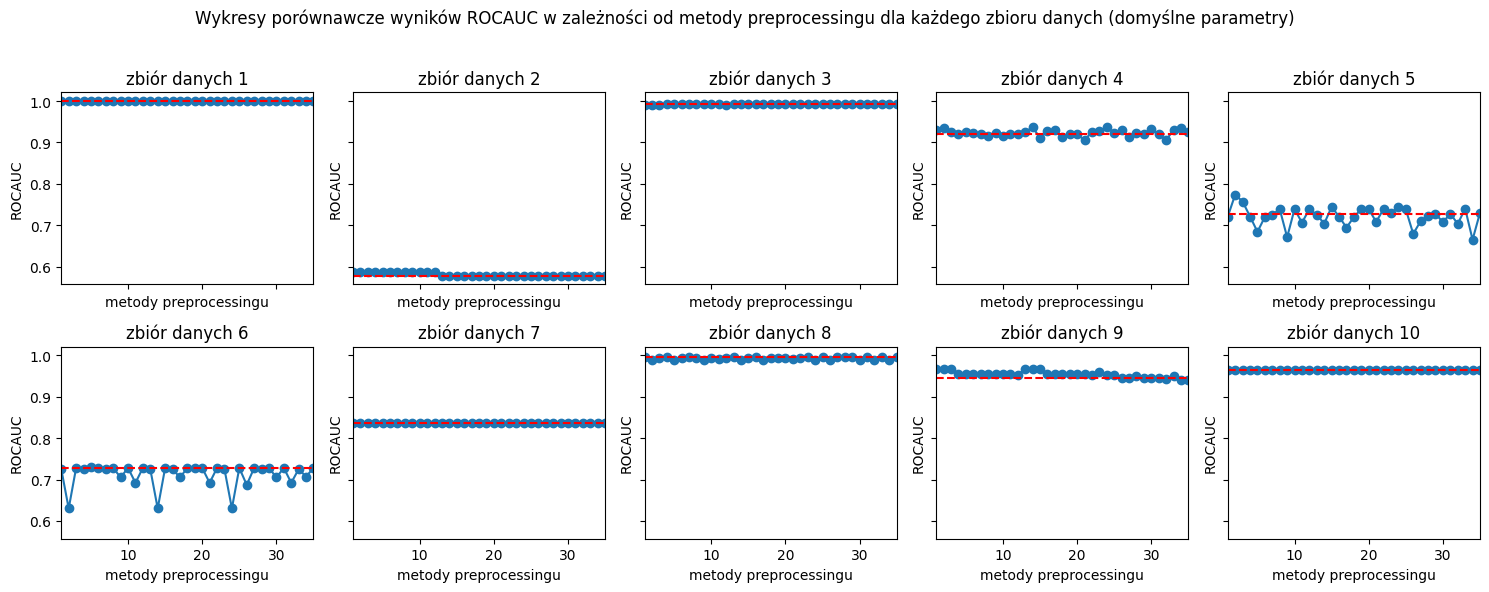 Wykresy porównawcze wyników ROCAUC w zależności od metody preprocessingu dla każdego zbioru danych (domyślne parametry)
zbiór danych 1
1.0
0.9
0.8
0.7
0.6
ROCAUC
metody preprocessingu
zbiór danych 2
ROCAUC
metody preprocessingu
zbiór danych 3
ROCAUC
metody preprocessingu
zbiór danych 4
ROCAUC
metody preprocessingu
zbiór danych 5
ROCAUC
metody preprocessingu
zbiór danych 6
1.0
0.9
0.8
0.7
0.6
ROCAUC
10 20 30
metody preprocessingu
zbiór danych 7
ROCAUC
10 20 30
metody preprocessingu
zbiór danych 8
ROCAUC
10 20 30
metody preprocessingu
zbiór danych 9
ROCAUC
10 20 30
metody preprocessingu
zbiór danych 10
ROCAUC
10 20 30
metody preprocessingu